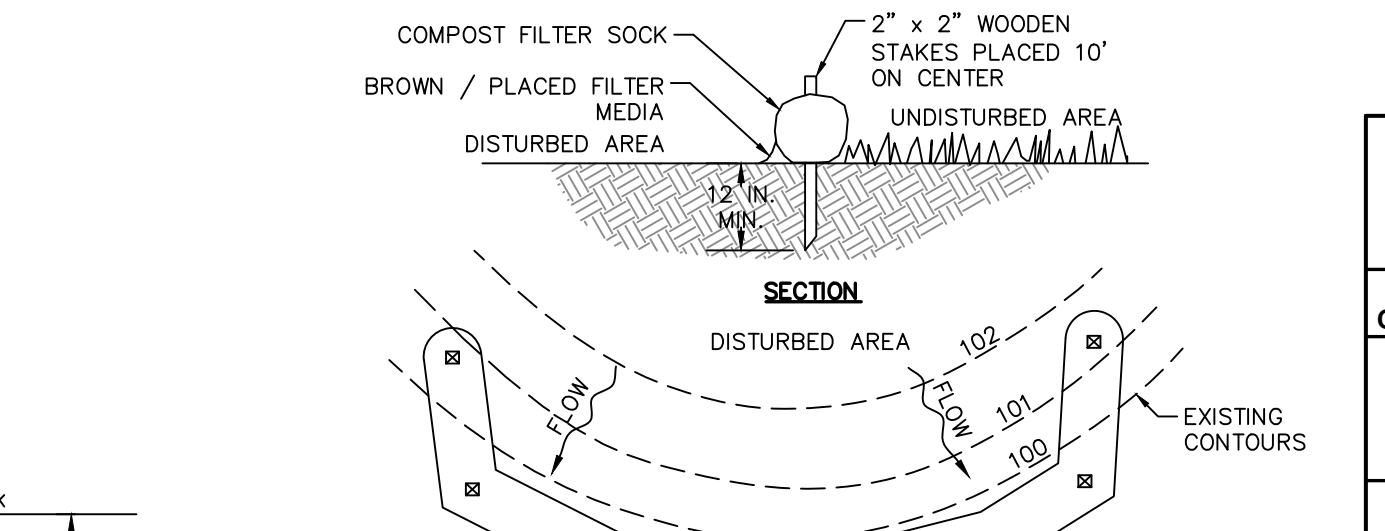 COMPOST FILTER SOCK
2" x 2" WOODEN
STAKES PLACED 10'
ON CENTER
BROWN / PLACED FILTER
MEDIA
UNDISTURBED AREA
DISTURBED AREA
12 IN.
MIN.
SECTION
DISTURBED AREA
102
FLOW
FLOW
101
100
EXISTING
CONTOURS